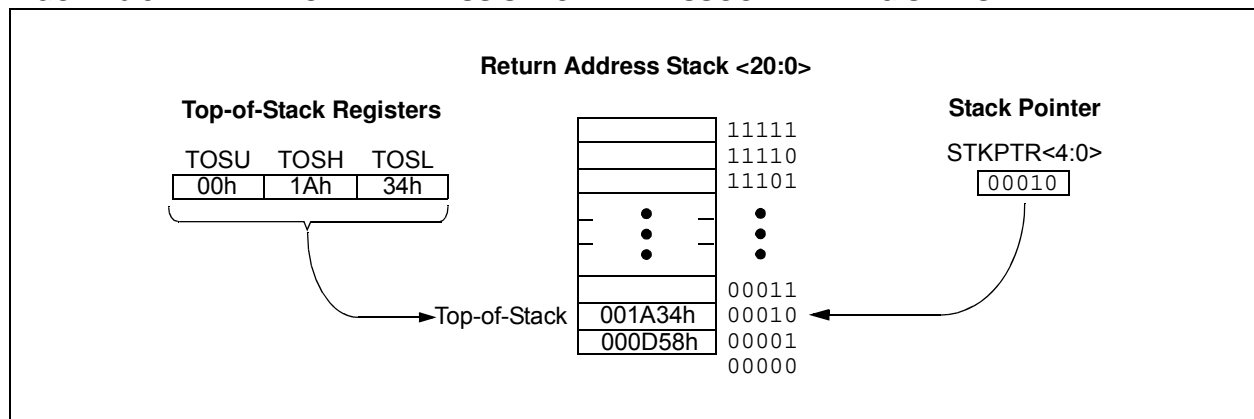 Return Address Stack <20:0>
Top-of-Stack Registers
Stack Pointer
TOSU TOSH TOSL
STKPTR<4:0>
00h 1Ah 34h
00010
11111
11110
11101
00011
Top-of-Stack 001A34h 00010
000D58h 00001
00000